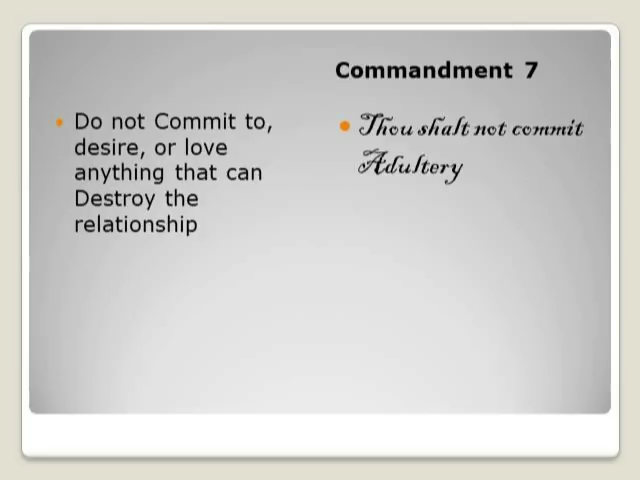 Commandment 7
Do not Commit to,
desire, or love
anything that can
Destroy the
relationship
Thou shalt not commit
Adultery